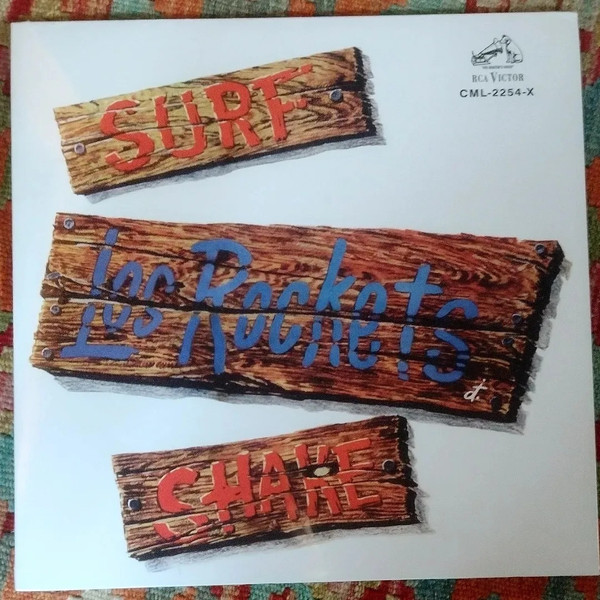 SURF
RCA VICTOR
CML-2254-X
Los Rockets
d.
SHAKE